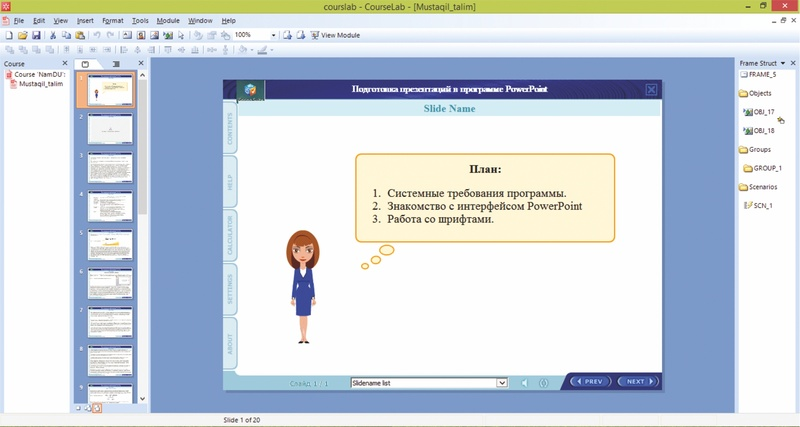 courslab - CourseLab - [Mustaqil_talim]
File Edit View Insert Format Tools Slide Module Window Help
100%
View Module
Course
Course 'NamDU':
Mustaqil_talim
1
2
3
4
5
6
7
8
9
Подготовка презентаций в программе PowerPoint
Slide Name
CONTENTS
HELP
CALCULATOR
SETTINGS
ABOUT
План:
1. Системные требования программы.
2. Знакомство с интерфейсом PowerPoint
3. Работа со шрифтами.
Слайд 1 / 1
Slidename list
PREV
NEXT
Frame Struct
FRAME_5
Objects
OBJ_17
OBJ_18
Groups
GROUP_1
Scenarios
SCN_1
Slide 1 of 20